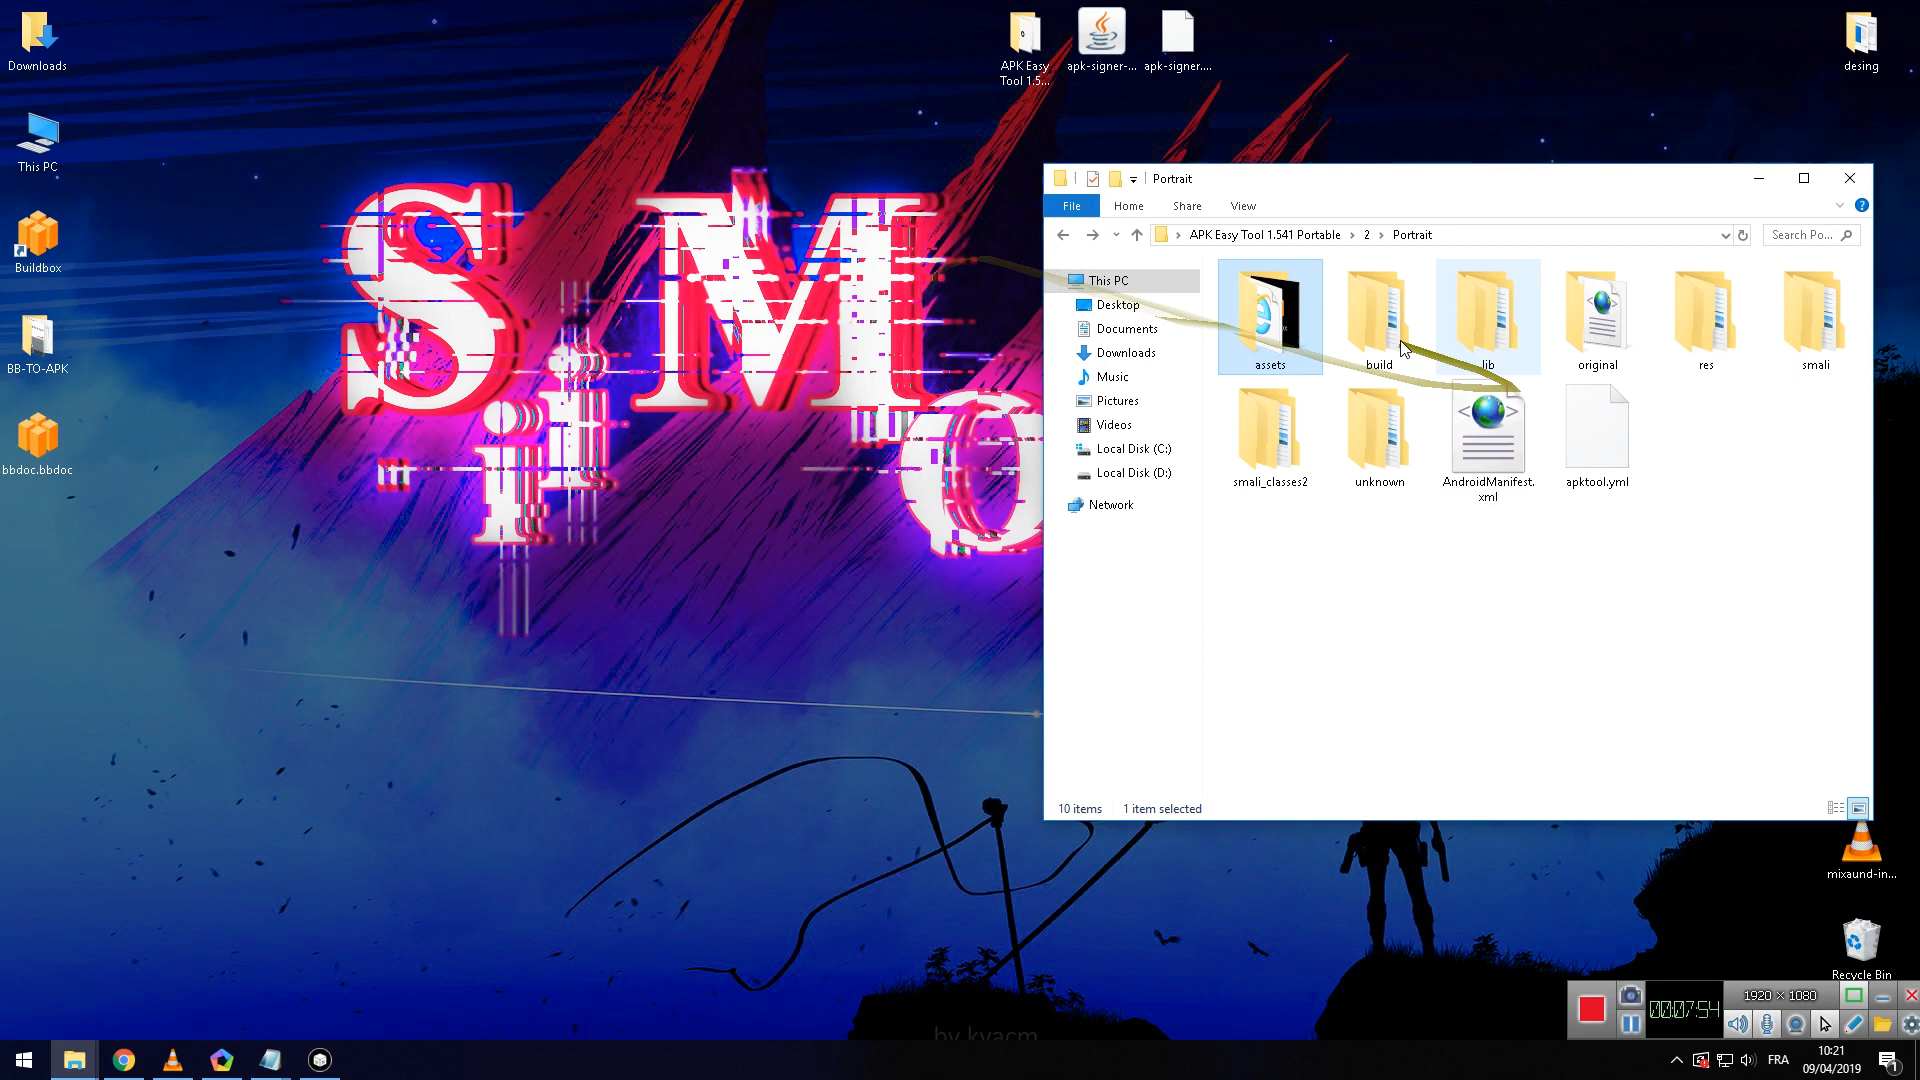 Downloads
This PC
Buildbox
BB-TO-APK
bbdoc.bbdoc
APK Easy
Tool 1.5...
apk-signer-...
apk-signer....
desing
S i M o
by kvacm
Portrait
File
Home
Share
View
APK Easy Tool 1.541 Portable > 2 > Portrait
Search Po...
This PC
Desktop
Documents
Downloads
Music
Pictures
Videos
Local Disk (C:)
Local Disk (D:)
Network
assets
build
lib
original
res
smali
smali_classes2
unknown
AndroidManifest.
xml
apktool.yml
10 items
1 item selected
mixaund-in...
Recycle Bin
00:07:54
1920 × 1080
FRA
10:21
09/04/2019
1